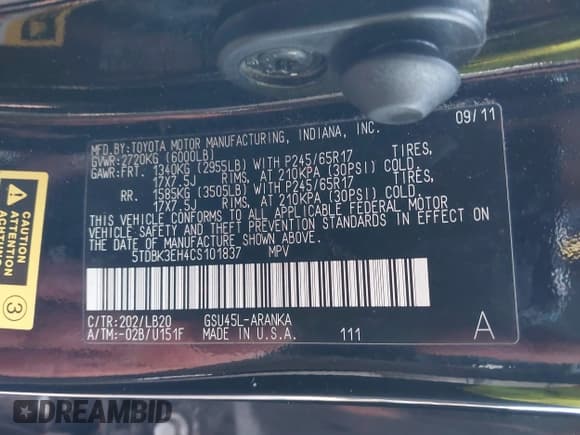 09/11
MFD.BY:TOYOTA MOTOR MANUFACTURING, INDIANA, INC.
GVWR:2720KG (6000LB)
GAWR:FRT. 1340KG (2955LB) WITH P245/65R17 TIRES,
17X7.5J RIMS, AT 210KPA (30PSI) COLD.
RR. 1585KG (3505LB) WITH P245/65R17 TIRES,
17X7.5J RIMS, AT 210KPA (30PSI) COLD.
THIS VEHICLE CONFORMS TO ALL APPLICABLE FEDERAL MOTOR
VEHICLE SAFETY AND THEFT PREVENTION STANDARDS IN EFFECT ON
THE DATE OF MANUFACTURE SHOWN ABOVE.
5TDBK3EH4CS101837 MPV
C/TR:202/LB20 GSU45L-ARANKA
A/TM:-02B/U151F MADE IN U.S.A. 111 A
CAUTION
ATTENTION
3
DREAMBID